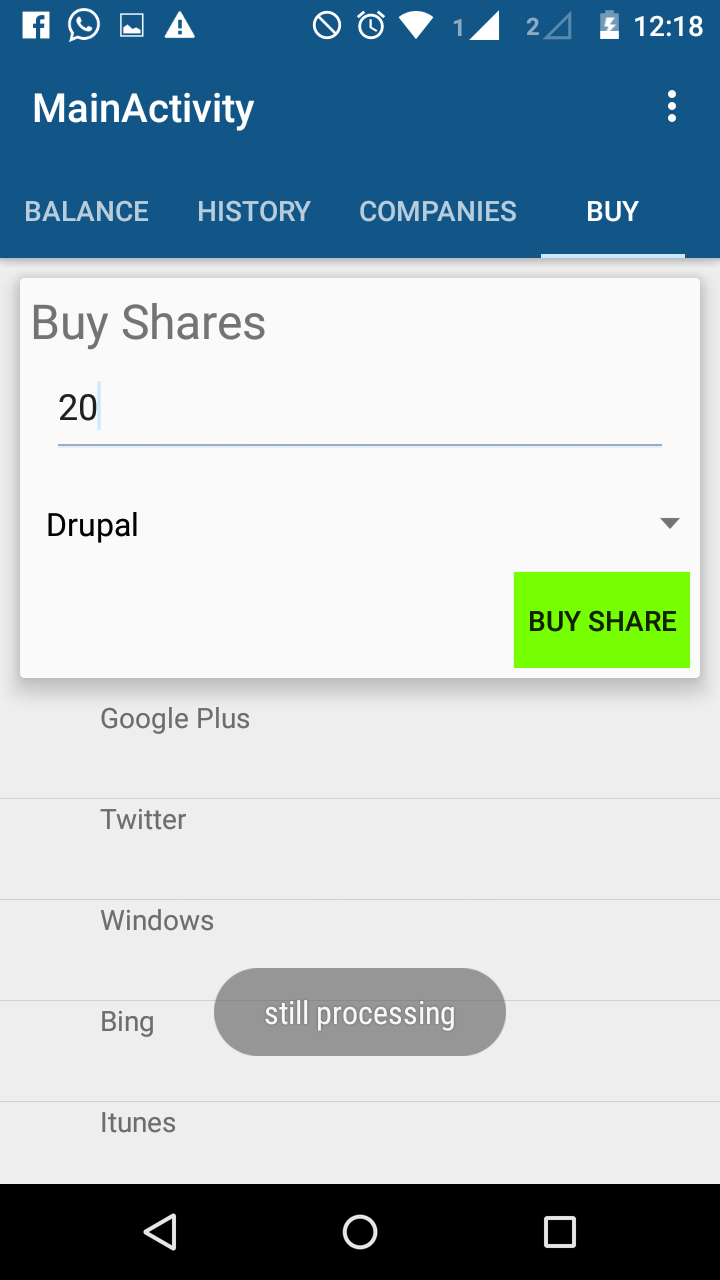 1 2 12:18
MainActivity
BALANCE HISTORY COMPANIES BUY
Buy Shares
20
Drupal
BUY SHARE
Google Plus
Twitter
Windows
Bing
still processing
Itunes